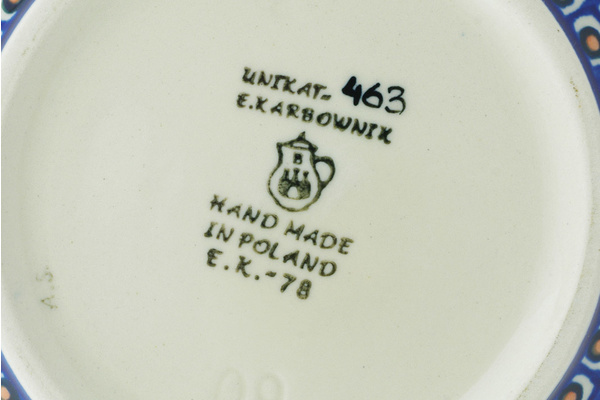 UNIKAT- 463
E.KARBOWNIK
B
HAND MADE
IN POLAND
E.K.-78
A.S.